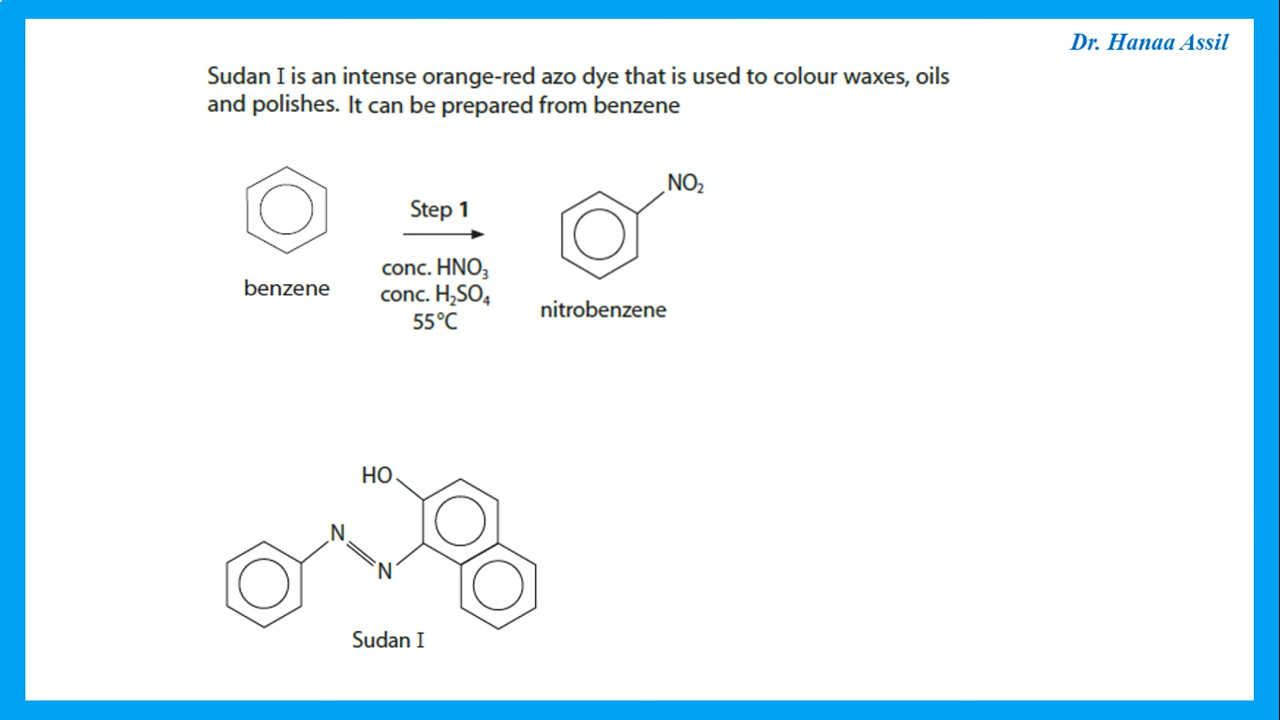 Dr. Hanaa Assil
Sudan I is an intense orange-red azo dye that is used to colour waxes, oils
and polishes. It can be prepared from benzene
NO₂
Step 1
conc. HNO₃
conc. H₂SO₄
55°C
benzene
nitrobenzene
HO
N
N
Sudan I